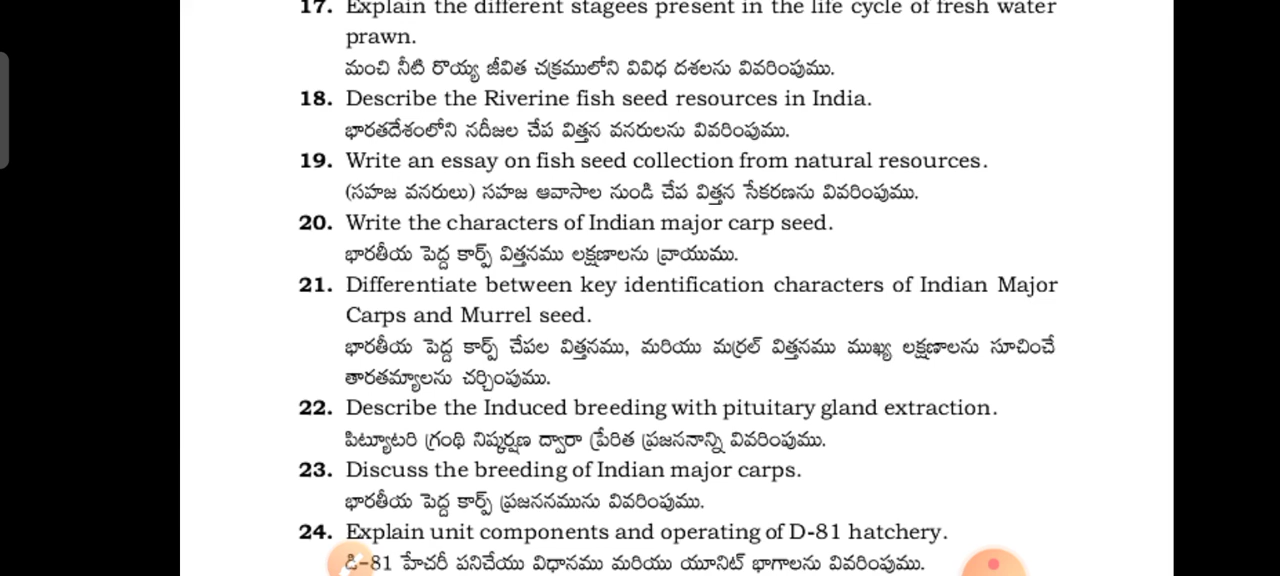 17. Explain the different stagees present in the life cycle of fresh water
prawn.
మంచి నీటి రొయ్య జీవిత చక్రములోని వివిధ దశలను వివరింపుము.
18. Describe the Riverine fish seed resources in India.
భారతదేశంలోని నదీజల చేప విత్తన వనరులను వివరింపుము.
19. Write an essay on fish seed collection from natural resources.
(సహజ వనరులు) సహజ ఆవాసాల నుండి చేప విత్తన సేకరణను వివరింపుము.
20. Write the characters of Indian major carp seed.
భారతీయ పెద్ద కార్ప్ విత్తనము లక్షణాలను వ్రాయుము.
21. Differentiate between key identification characters of Indian Major
Carps and Murrel seed.
భారతీయ పెద్ద కార్ప్ చేపల విత్తనము, మరియు మర్రల్ విత్తనము ముఖ్య లక్షణాలను సూచించే
తారతమ్యాలను చర్చింపుము.
22. Describe the Induced breeding with pituitary gland extraction.
పిట్యూటరి గ్రంథి నిష్కర్షణ ద్వారా ప్రేరిత ప్రజననాన్ని వివరింపుము.
23. Discuss the breeding of Indian major carps.
భారతీయ పెద్ద కార్ప్ ప్రజననమును వివరింపుము.
24. Explain unit components and operating of D-81 hatchery.
డి-81 హేచరీ పనిచేయు విధానము మరియు యూనిట్ భాగాలను వివరింపుము.